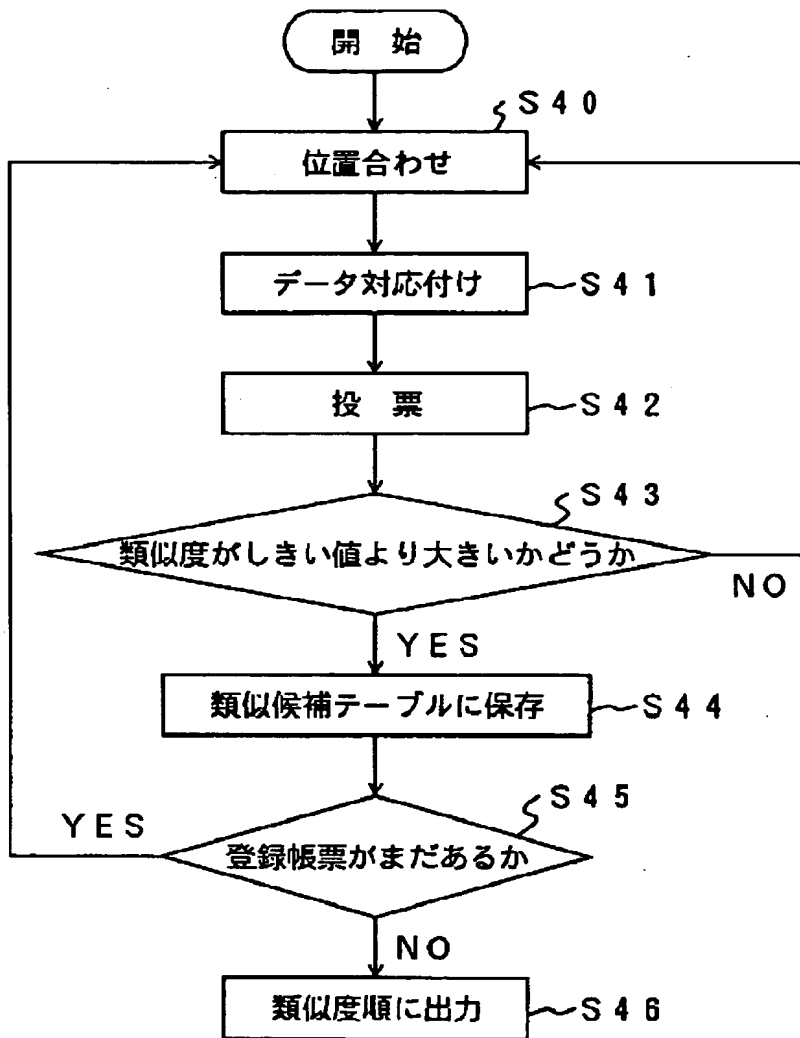 開 始
S40
位置合わせ
データ対応付け
S41
投 票
S42
S43
類似度がしきい値より大きいかどうか
NO
YES
類似候補テーブルに保存
S44
S45
YES
登録帳票がまだあるか
NO
類似度順に出力
S46